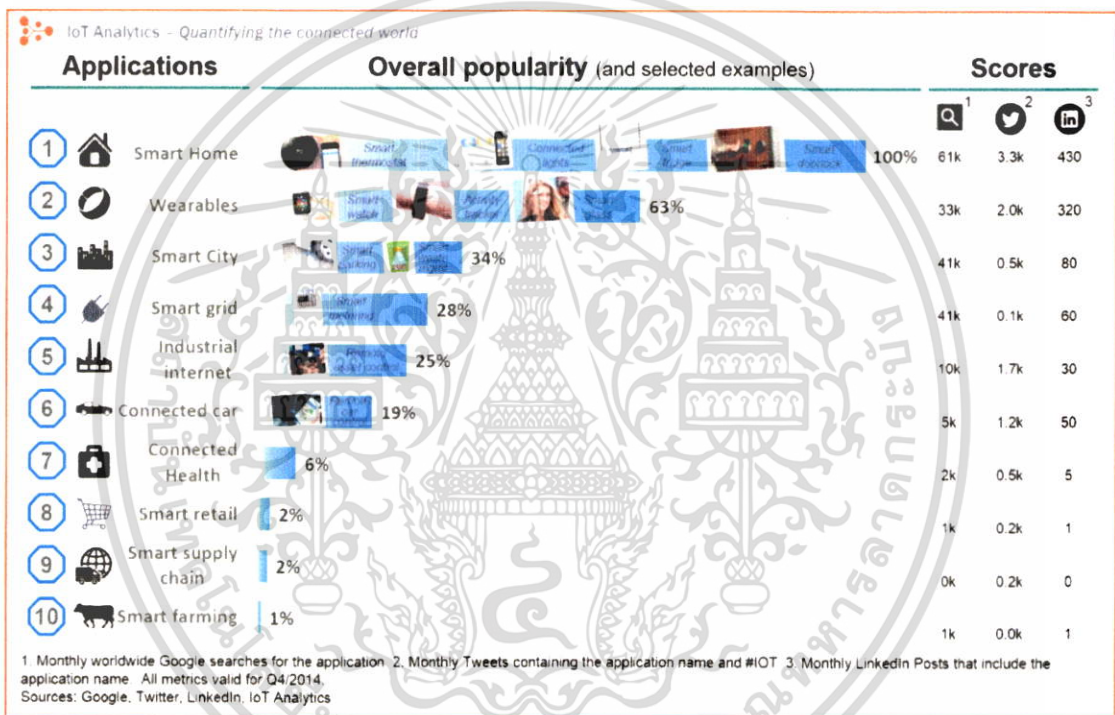 IoT Analytics - Quantifying the connected world
Applications Overall popularity (and selected examples) Scores
1 2 3
1 Smart Home Smart thermostat Connected lights Smart fridge Smart doorlock 100% 61k 3.3k 430
2 Wearables Smart watch Activity tracker Smart glass 63% 33k 2.0k 320
3 Smart City Smart parking Smart 34% 41k 0.5k 80
4 Smart grid Smart metering 28% 41k 0.1k 60
5 Industrial internet Remote asset control 25% 10k 1.7k 30
6 Connected car car 19% 5k 1.2k 50
7 Connected Health 6% 2k 0.5k 5
8 Smart retail 2% 1k 0.2k 1
9 Smart supply chain 2% 0k 0.2k 0
10 Smart farming 1% 1k 0.0k 1
1. Monthly worldwide Google searches for the application 2. Monthly Tweets containing the application name and #IOT 3. Monthly LinkedIn Posts that include the
application name. All metrics valid for Q4/2014.
Sources: Google, Twitter, LinkedIn, IoT Analytics